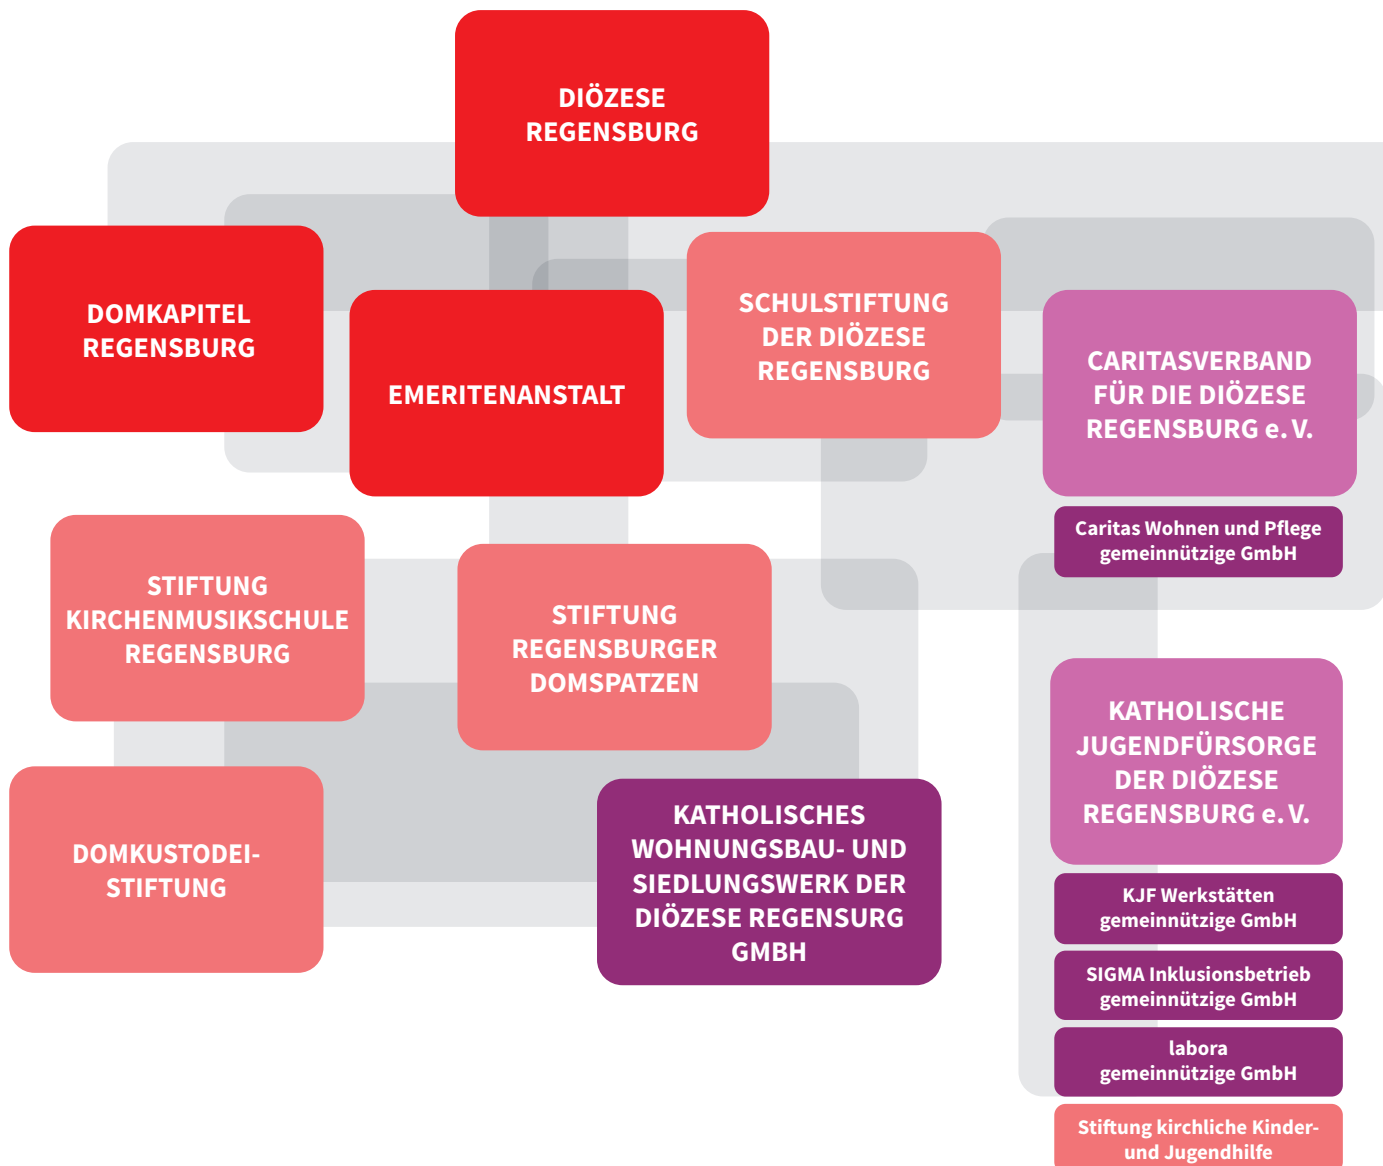 DIÖZESE
REGENSBURG
DOMKAPITEL
REGENSBURG
EMERITENANSTALT
SCHULSTIFTUNG
DER DIÖZESE
REGENSBURG
CARITASVERBAND
FÜR DIE DIÖZESE
REGENSBURG e. V.
Caritas Wohnen und Pflege
gemeinnützige GmbH
STIFTUNG
KIRCHENMUSIKSCHULE
REGENSBURG
STIFTUNG
REGENSBURGER
DOMSPATZEN
KATHOLISCHE
JUGENDFÜRSORGE
DER DIÖZESE
REGENSBURG e. V.
DOMKUSTODEI-
STIFTUNG
KATHOLISCHES
WOHNUNGSBAU- UND
SIEDLUNGSWERK DER
DIÖZESE REGENSURG
GMBH
KJF Werkstätten
gemeinnützige GmbH
SIGMA Inklusionsbetrieb
gemeinnützige GmbH
labora
gemeinnützige GmbH
Stiftung kirchliche Kinder-
und Jugendhilfe